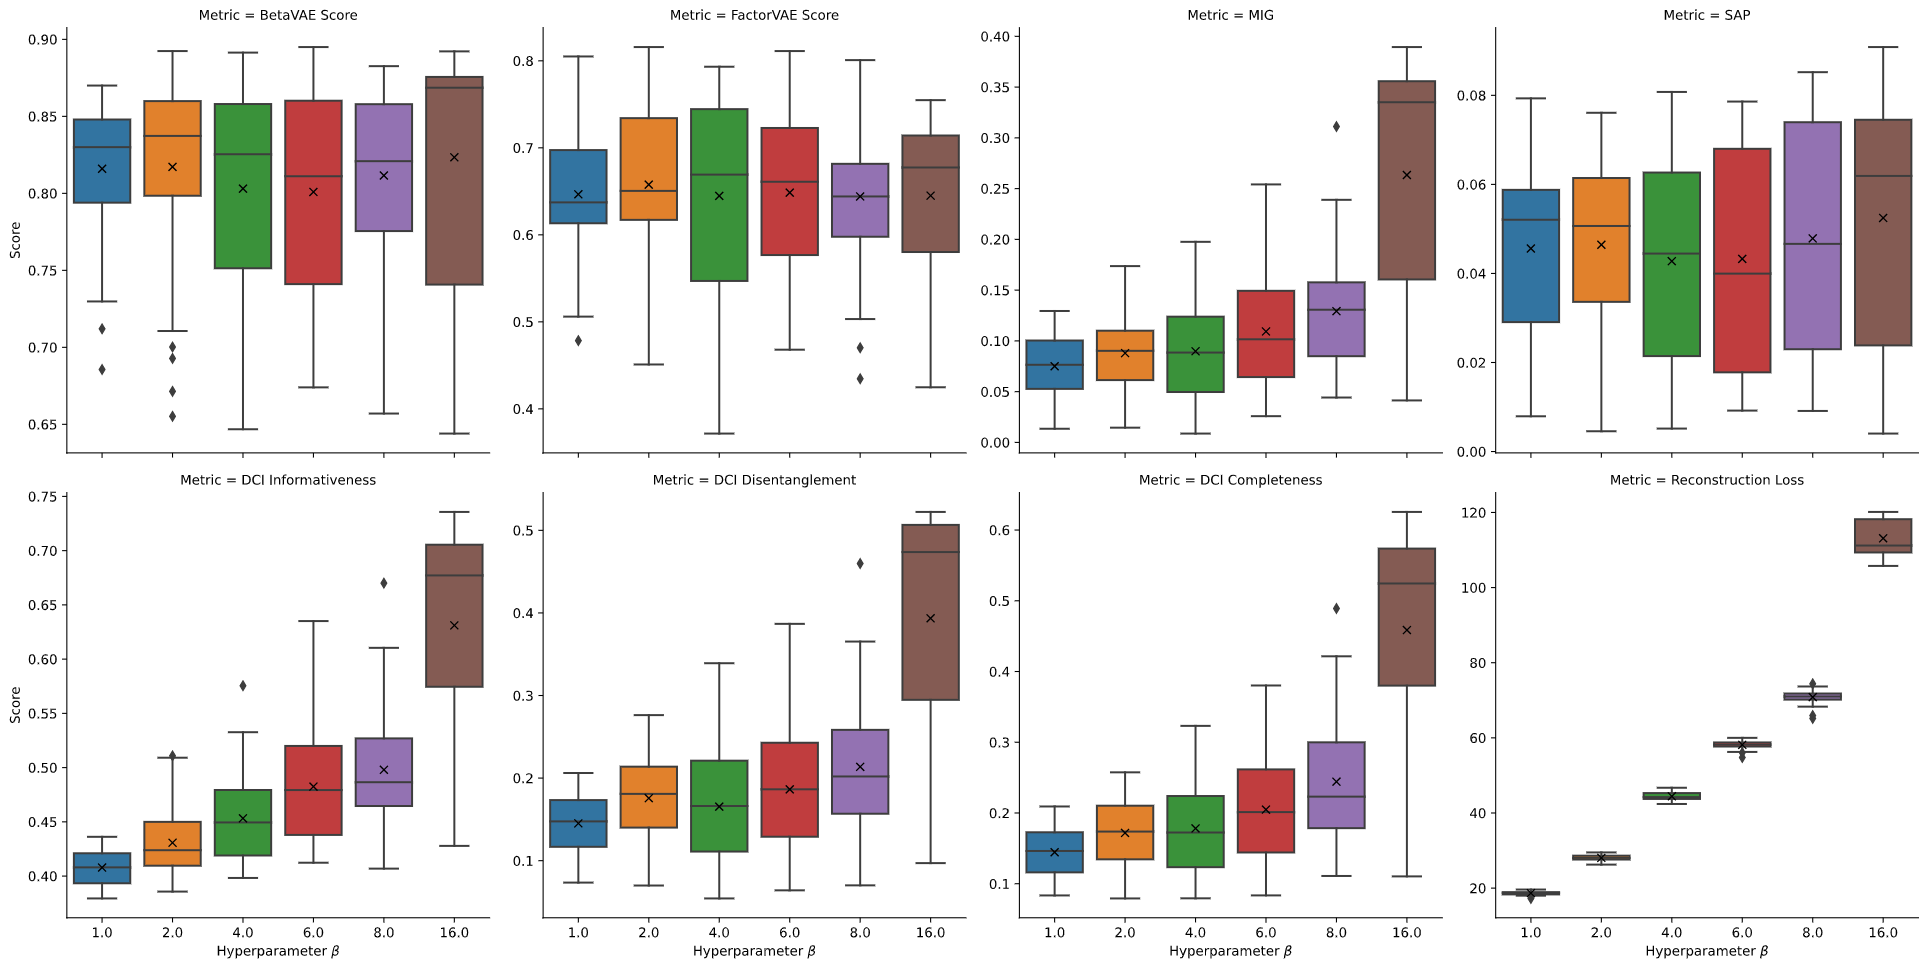 Metric = BetaVAE Score
0.90
0.85
0.80
0.75
0.70
0.65
Score
Metric = FactorVAE Score
0.8
0.7
0.6
0.5
0.4
Metric = MIG
0.40
0.35
0.30
0.25
0.20
0.15
0.10
0.05
0.00
Metric = SAP
0.08
0.06
0.04
0.02
0.00
Metric = DCI Informativeness
0.75
0.70
0.65
0.60
0.55
0.50
0.45
0.40
Score
1.0 2.0 4.0 6.0 8.0 16.0
Hyperparameter β
Metric = DCI Disentanglement
0.5
0.4
0.3
0.2
0.1
1.0 2.0 4.0 6.0 8.0 16.0
Hyperparameter β
Metric = DCI Completeness
0.6
0.5
0.4
0.3
0.2
0.1
1.0 2.0 4.0 6.0 8.0 16.0
Hyperparameter β
Metric = Reconstruction Loss
120
100
80
60
40
20
1.0 2.0 4.0 6.0 8.0 16.0
Hyperparameter β